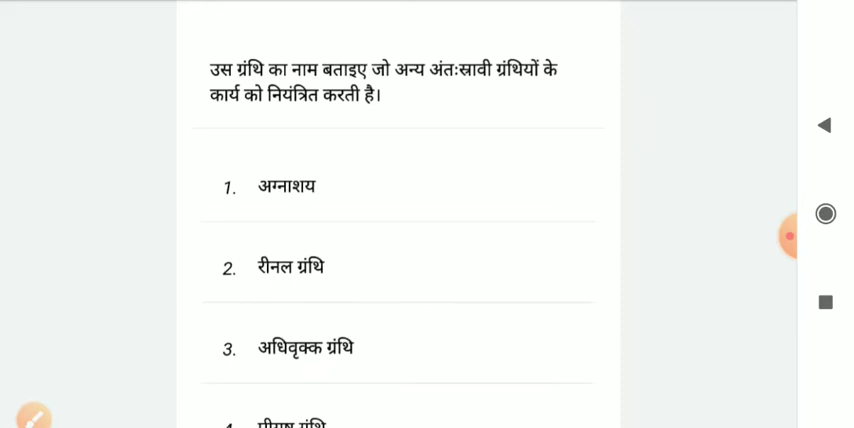 उस ग्रंथि का नाम बताइए जो अन्य अंतःस्रावी ग्रंथियों के
कार्य को नियंत्रित करती है।
1. अग्नाशय
2. रीनल ग्रंथि
3. अधिवृक्क ग्रंथि